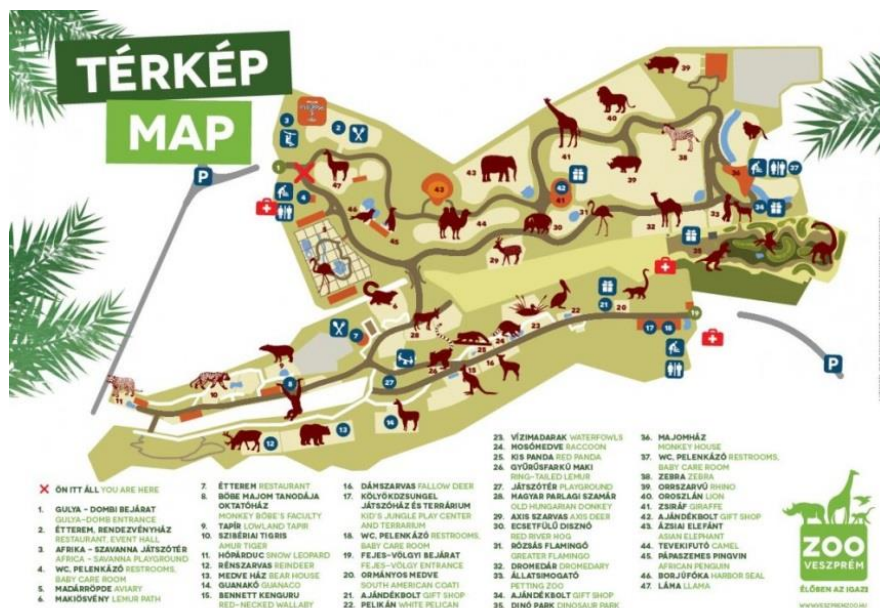 TÉRKÉP
MAP
ÖN ITT ÁLL YOU ARE HERE
1. GULYA - DOMBI BEJÁRAT
GULYA-DOMB ENTRANCE
2. ÉTTEREM, RENDEZVÉNYHÁZ
RESTAURANT, EVENT HALL
3. AFRIKA - SZAVANNA JÁTSZÓTÉR
AFRICA - SAVANNA PLAYGROUND
4. WC, PELENKÁZÓ RESTROOMS,
BABY CARE ROOM
5. MADÁRRÖPDE AVIARY
6. MAKIÖSVÉNY LEMUR PATH
7. ÉTTEREM RESTAURANT
8. BÖBE MAJOM TANODÁJA
OKTATÓHÁZ
MONKEY BÖBE'S FACULTY
9. TAPÍR LOWLAND TAPIR
10. SZIBÉRIAI TIGRIS
AMUR TIGER
11. HÓPÁRDUC SNOW LEOPARD
12. RÉNSZARVAS REINDEER
13. MEDVE HÁZ BEAR HOUSE
14. GUANAKÓ GUANACO
15. BENNETT KENGURU
RED-NECKED WALLABY
16. DÁMSZARVAS FALLOW DEER
17. KÖLYÖKDZSUNGEL
JÁTSZÓHÁZ ÉS TERRÁRIUM
KID'S JUNGLE PLAY CENTER
AND TERRARIUM
18. WC, PELENKÁZÓ RESTROOMS,
BABY CARE ROOM
19. FEJES-VÖLGYI BEJÁRAT
FEJES-VÖLGY ENTRANCE
20. ORMÁNYOS MEDVE
SOUTH AMERICAN COATI
21. AJÁNDÉKBOLT GIFT SHOP
22. PELIKÁN WHITE PELICAN
23. VÍZIMADARAK WATERFOWLS
24. MOSÓMEDVE RACCOON
25. KIS PANDA RED PANDA
26. GYŰRŰSFARKÚ MAKI
RING-TAILED LEMUR
27. JÁTSZÓTÉR PLAYGROUND
28. MAGYAR PARLAGI SZAMÁR
OLD HUNGARIAN DONKEY
29. AXIS SZARVAS AXIS DEER
30. ECSETFÜLŰ DISZNÓ
RED RIVER HOG
31. RÓZSÁS FLAMINGÓ
GREATER FLAMINGO
32. DROMEDÁR DROMEDARY
33. ÁLLATSIMOGATÓ
PETTING ZOO
34. AJÁNDÉKBOLT GIFT SHOP
35. DINÓ PARK DINOSAUR PARK
36. MAJOMHÁZ
MONKEY HOUSE
37. WC, PELENKÁZÓ RESTROOMS,
BABY CARE ROOM
38. ZEBRA ZEBRA
39. ORRSZARVÚ RHINO
40. OROSZLÁN LION
41. ZSIRÁF GIRAFFE
42. AJÁNDÉKBOLT GIFT SHOP
43. ÁZSIAI ELEFÁNT
ASIAN ELEPHANT
44. TEVEKIFUTÓ CAMEL
45. PÁPASZEMES PINGVIN
AFRICAN PENGUIN
46. BORJÚFÓKA HARBOR SEAL
47. LÁMA LLAMA
ZOO
VESZPRÉM
ÉLŐBEN AZ IGAZI!
WWW.VESZPREMZOO.HU